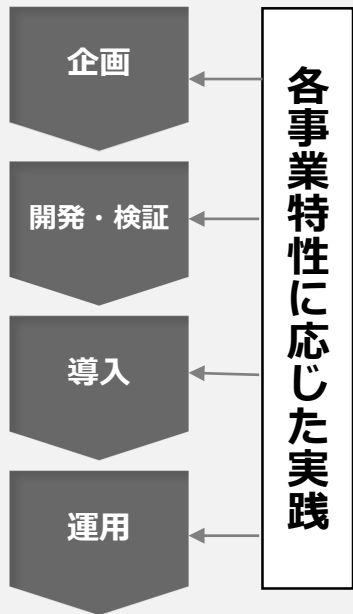 企画
開発・検証
導入
運用
各事業特性に応じた実践